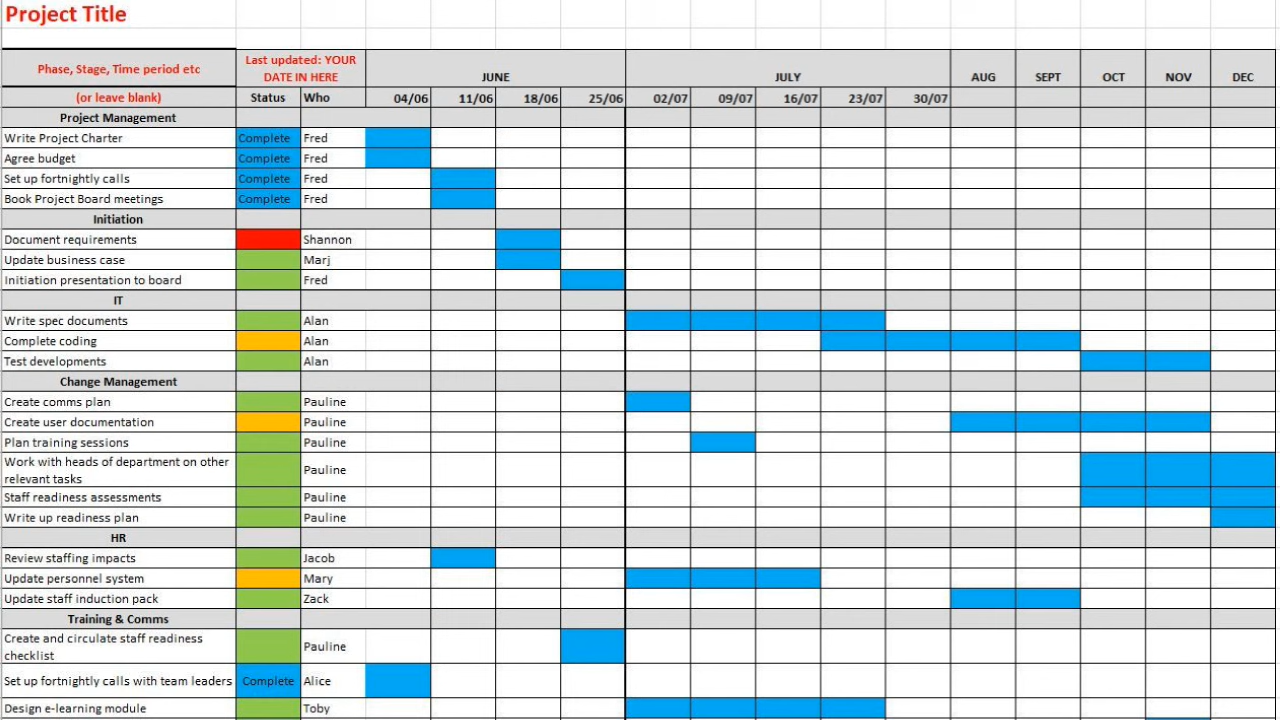 Project Title
Phase, Stage, Time period etc
Last updated: YOUR
DATE IN HERE
JUNE JULY AUG SEPT OCT NOV DEC
(or leave blank) Status Who 04/06 11/06 18/06 25/06 02/07 09/07 16/07 23/07 30/07
Project Management
Write Project Charter Complete Fred
Agree budget Complete Fred
Set up fortnightly calls Complete Fred
Book Project Board meetings Complete Fred
Initiation
Document requirements Shannon
Update business case Marj
Initiation presentation to board Fred
IT
Write spec documents Alan
Complete coding Alan
Test developments Alan
Change Management
Create comms plan Pauline
Create user documentation Pauline
Plan training sessions Pauline
Work with heads of department on other
relevant tasks Pauline
Staff readiness assessments Pauline
Write up readiness plan Pauline
HR
Review staffing impacts Jacob
Update personnel system Mary
Update staff induction pack Zack
Training & Comms
Create and circulate staff readiness
checklist Pauline
Set up fortnightly calls with team leaders Complete Alice
Design e-learning module Toby